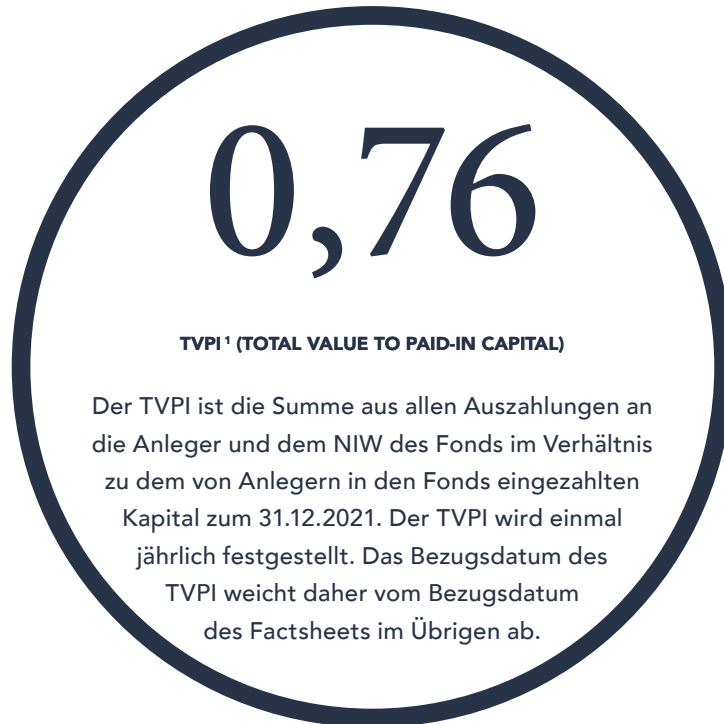 0,76
TVPI ¹ (TOTAL VALUE TO PAID-IN CAPITAL)
Der TVPI ist die Summe aus allen Auszahlungen an
die Anleger und dem NIW des Fonds im Verhältnis
zu dem von Anlegern in den Fonds eingezahlten
Kapital zum 31.12.2021. Der TVPI wird einmal
jährlich festgestellt. Das Bezugsdatum des
TVPI weicht daher vom Bezugsdatum
des Factsheets im Übrigen ab.